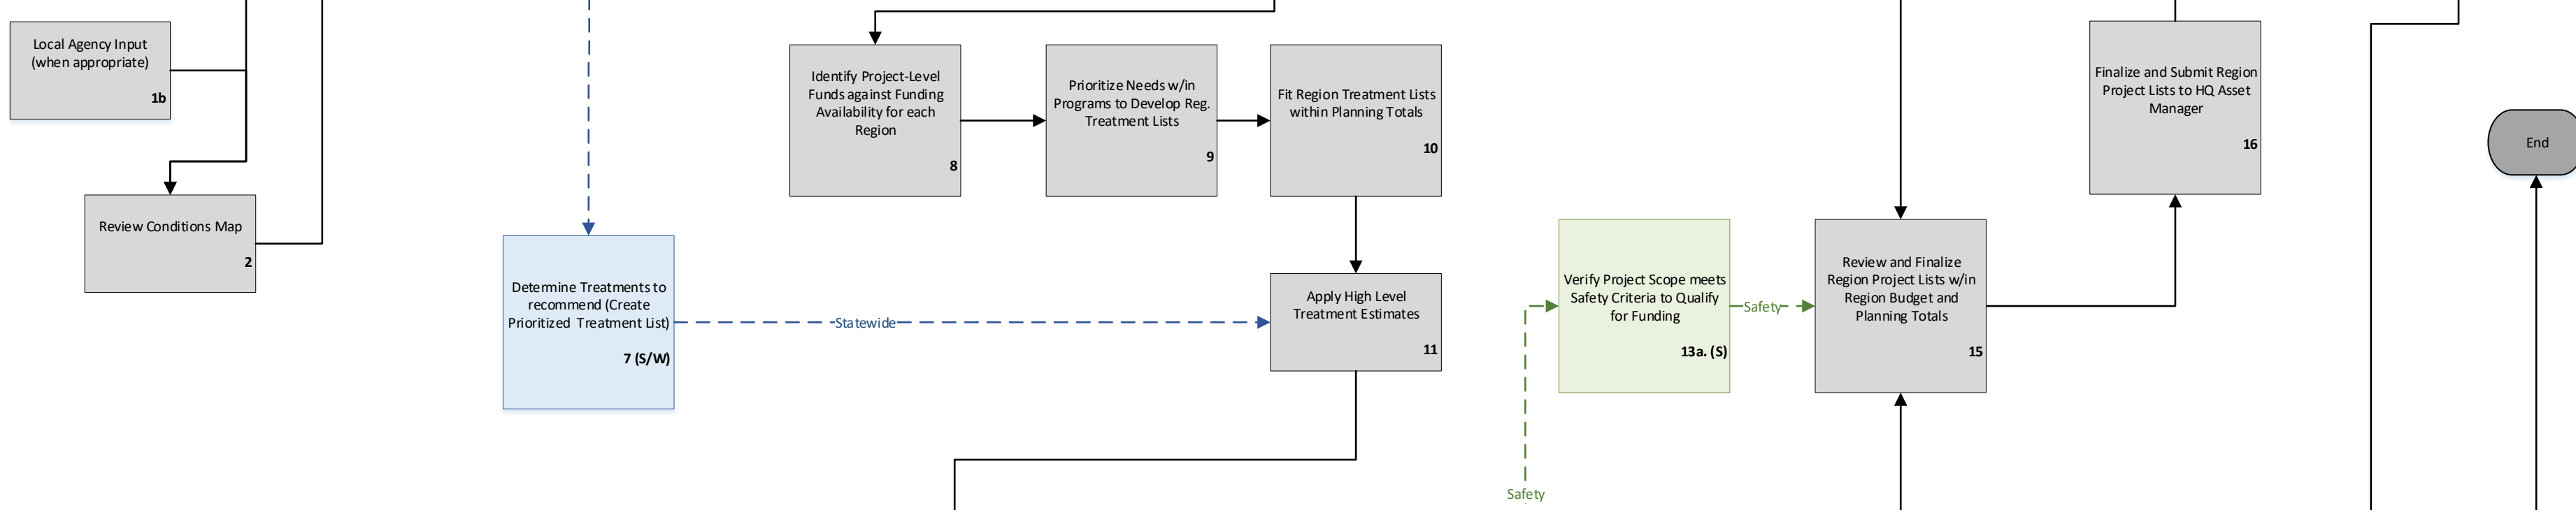 Local Agency Input
(when appropriate)
1b
Review Conditions Map
2
Determine Treatments to
recommend (Create
Prioritized Treatment List)
7 (S/W)
Statewide
Identify Project-Level
Funds against Funding
Availability for each
Region
8
Prioritize Needs w/in
Programs to Develop Reg.
Treatment Lists
9
Fit Region Treatment Lists
within Planning Totals
10
Apply High Level
Treatment Estimates
11
Safety
Verify Project Scope meets
Safety Criteria to Qualify
for Funding
13a. (S)
Safety
Review and Finalize
Region Project Lists w/in
Region Budget and
Planning Totals
15
Finalize and Submit Region
Project Lists to HQ Asset
Manager
16
End